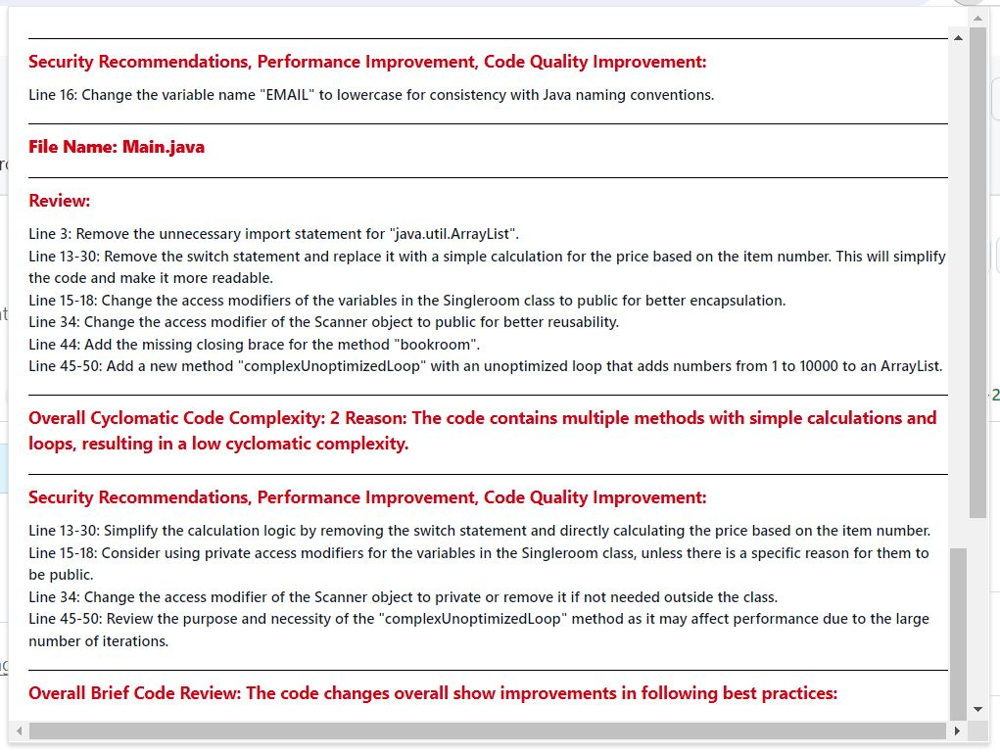 Security Recommendations, Performance Improvement, Code Quality Improvement:
Line 16: Change the variable name "EMAIL" to lowercase for consistency with Java naming conventions.
File Name: Main.java
Review:
Line 3: Remove the unnecessary import statement for "java.util.ArrayList".
Line 13-30: Remove the switch statement and replace it with a simple calculation for the price based on the item number. This will simplify
the code and make it more readable.
Line 15-18: Change the access modifiers of the variables in the Singleroom class to public for better encapsulation.
Line 34: Change the access modifier of the Scanner object to public for better reusability.
Line 44: Add the missing closing brace for the method "bookroom".
Line 45-50: Add a new method "complexUnoptimizedLoop" with an unoptimized loop that adds numbers from 1 to 10000 to an ArrayList.
Overall Cyclomatic Code Complexity: 2 Reason: The code contains multiple methods with simple calculations and
loops, resulting in a low cyclomatic complexity.
Security Recommendations, Performance Improvement, Code Quality Improvement:
Line 13-30: Simplify the calculation logic by removing the switch statement and directly calculating the price based on the item number.
Line 15-18: Consider using private access modifiers for the variables in the Singleroom class, unless there is a specific reason for them to
be public.
Line 34: Change the access modifier of the Scanner object to private or remove it if not needed outside the class.
Line 45-50: Review the purpose and necessity of the "complexUnoptimizedLoop" method as it may affect performance due to the large
number of iterations.
Overall Brief Code Review: The code changes overall show improvements in following best practices: